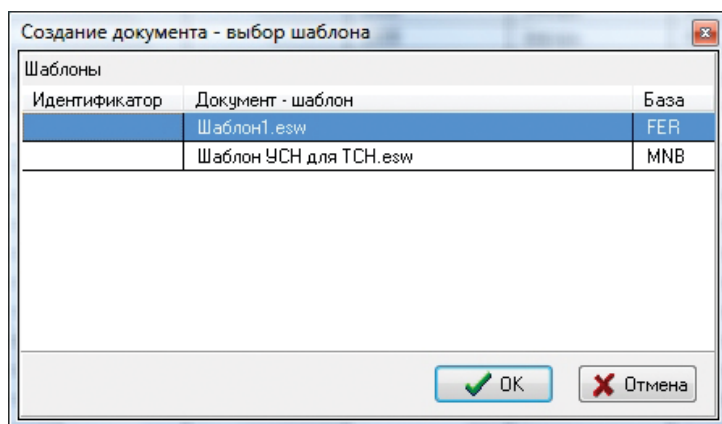 Создание документа - выбор шаблона
Шаблоны
Идентификатор Документ - шаблон База
Шаблон1.esw FER
Шаблон УСН для ТСН.esw MNB
OK Отмена